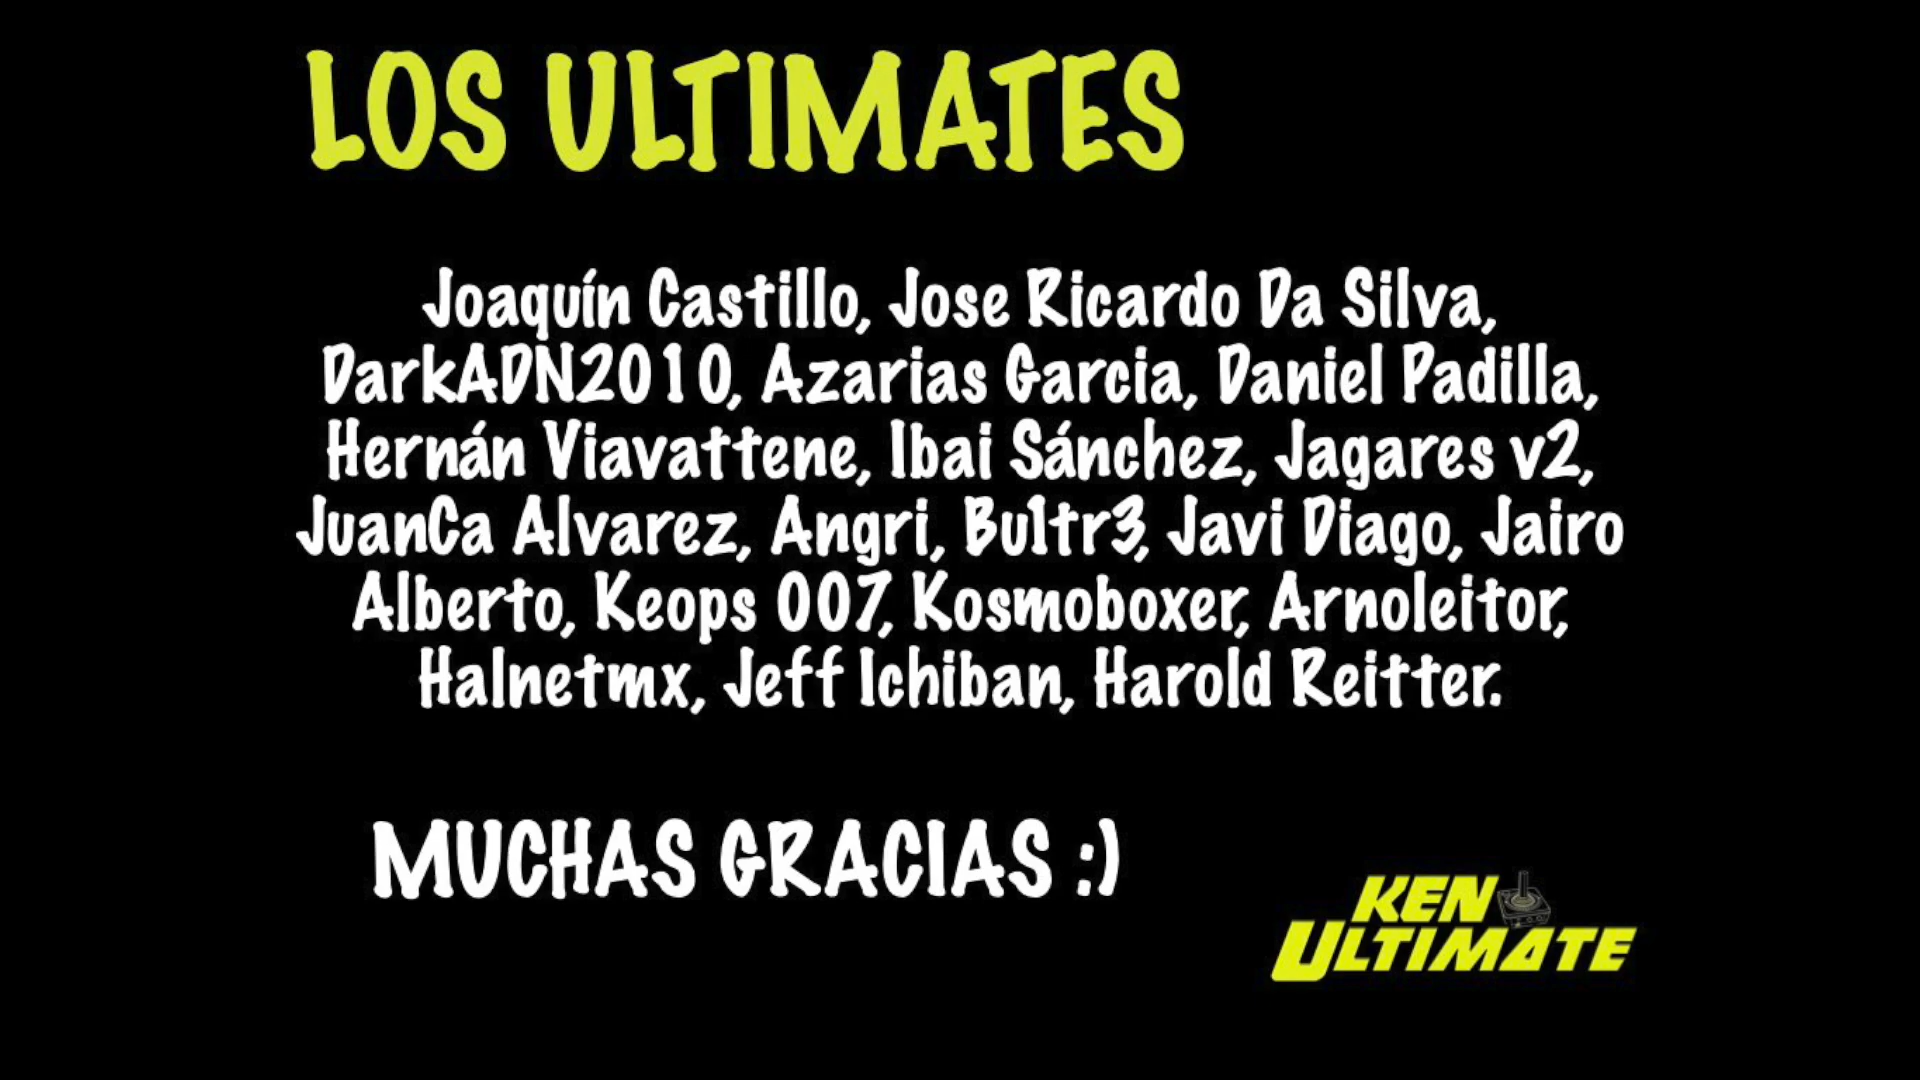 LOS ULTIMATES
Joaquín Castillo, Jose Ricardo Da Silva,
DarkADN2010, Azarias Garcia, Daniel Padilla,
Hernán Viavattene, Ibai Sánchez, Jagares v2,
JuanCa Alvarez, Angri, Bu1tr3, Javi Diago, Jairo
Alberto, Keops 007, Kosmoboxer, Arnoleitor,
Halnetmx, Jeff Ichiban, Harold Reitter.
MUCHAS GRACIAS :)
KEN
ULTIMATE